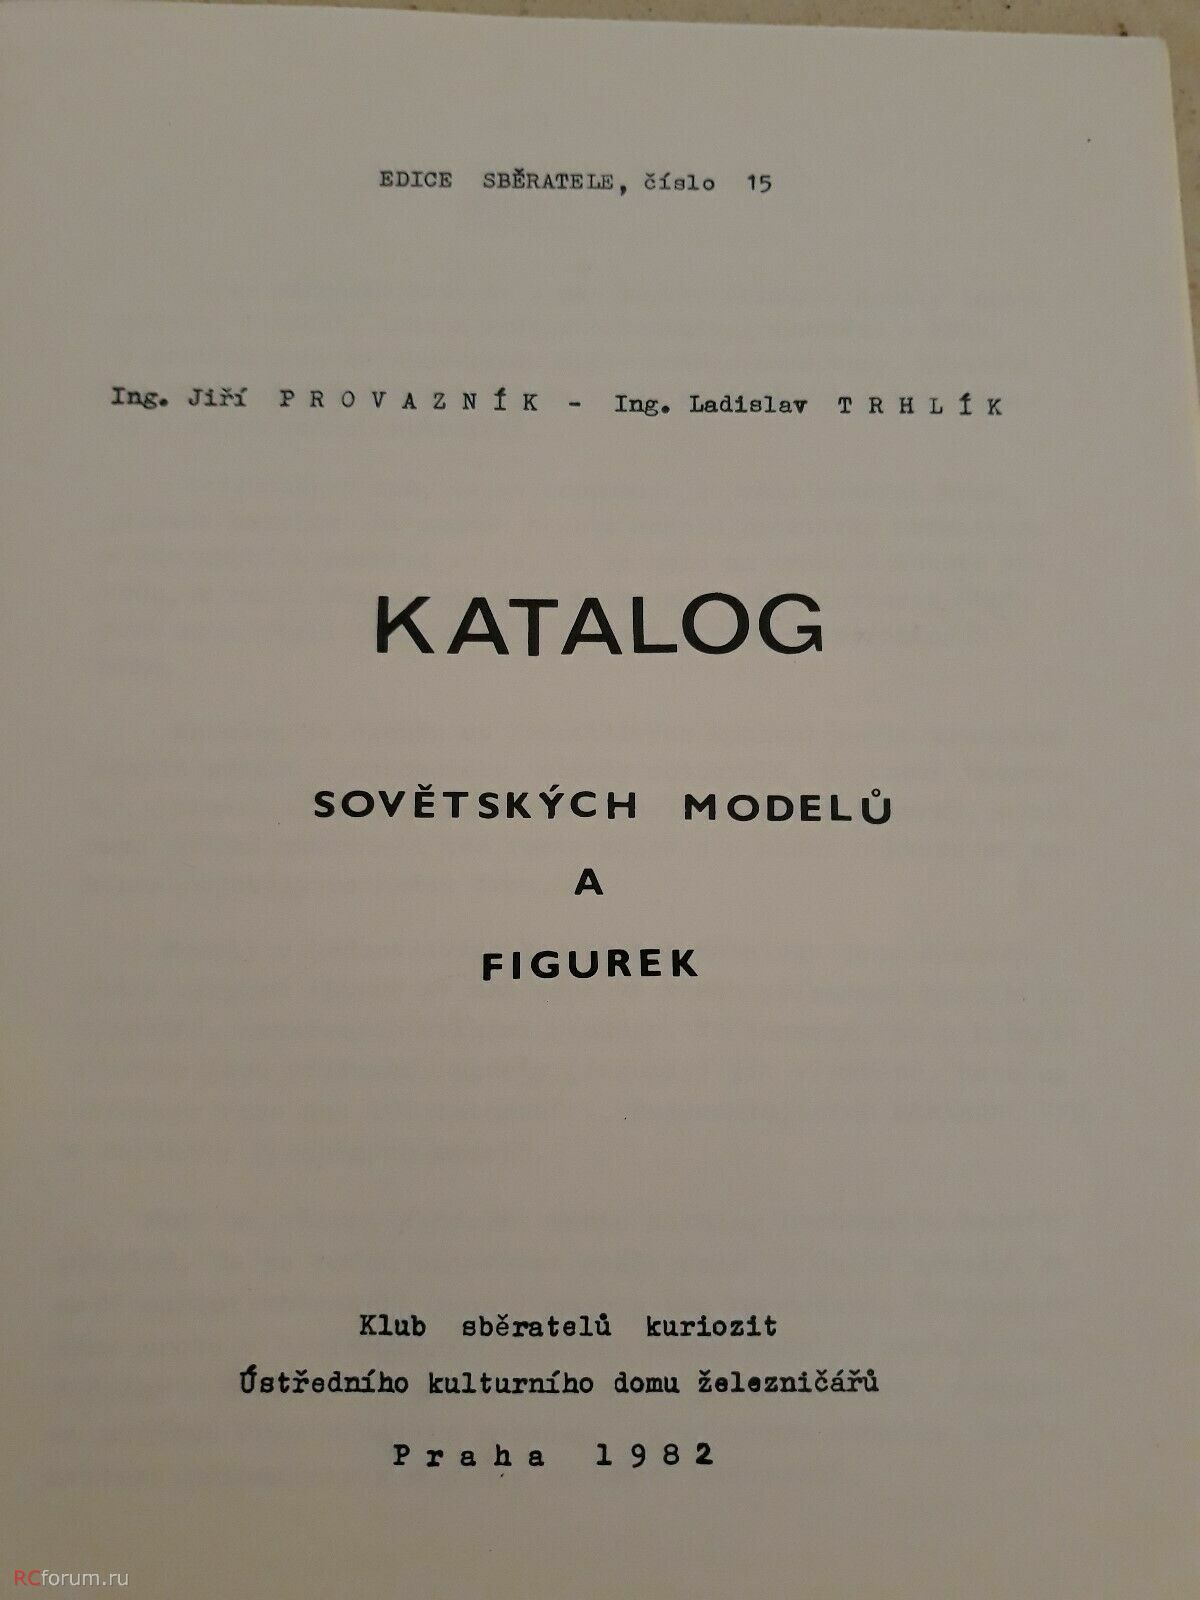 EDICE SBĚRATELE, číslo 15
Ing. Jiří PROVAZNÍK - Ing. Ladislav TRHLÍK
KATALOG
SOVĚTSKÝCH MODELŮ
A
FIGUREK
Klub sběratelů kuriozit
Ústředního kulturního domu železničářů
Praha 1982
RCforum.ru